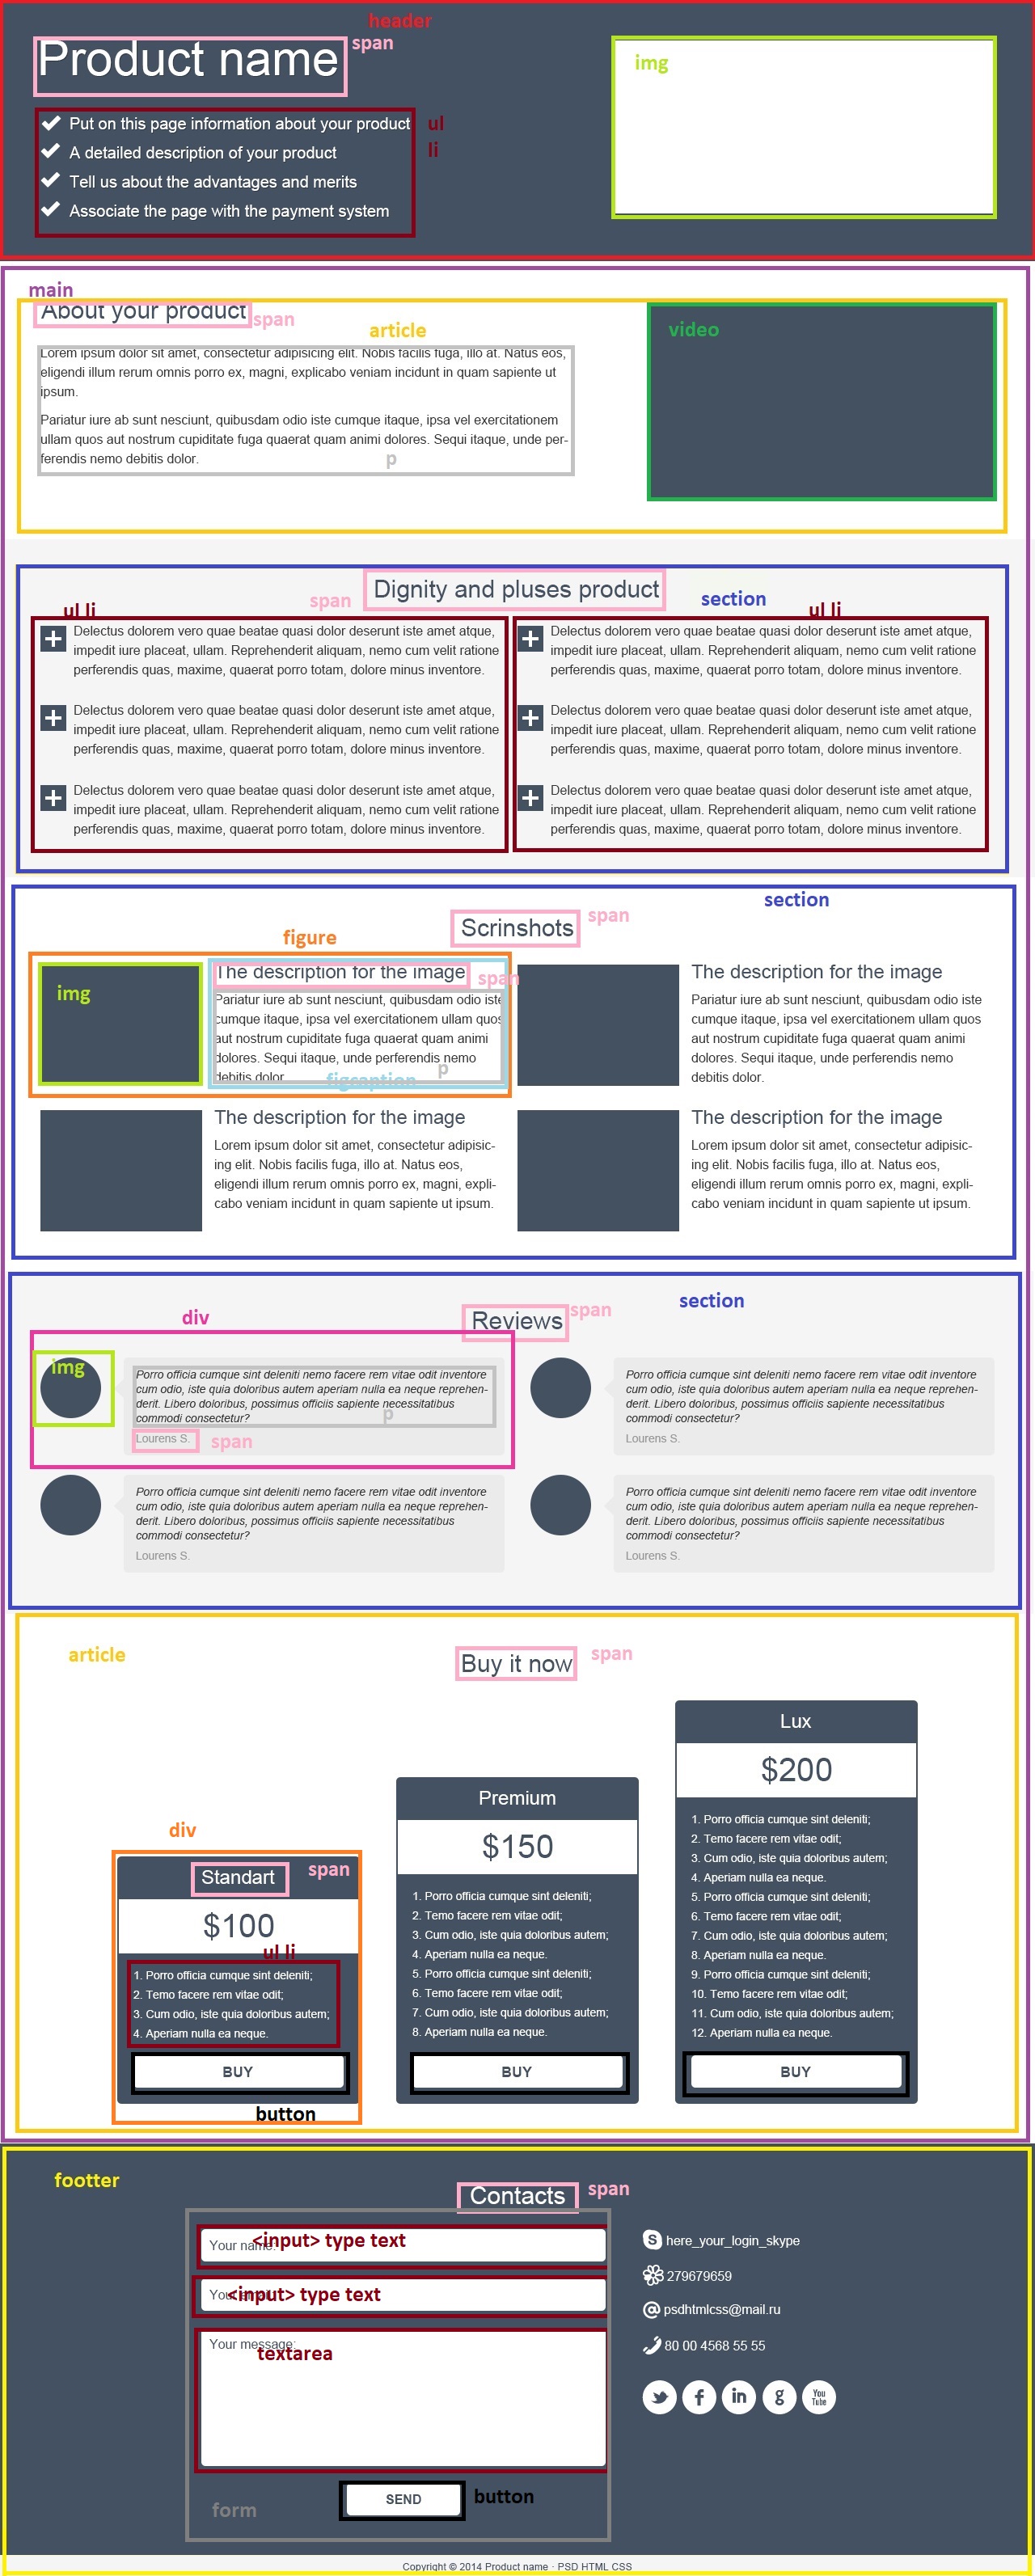 header
Product name
span
img
Put on this page information about your product
ul
A detailed description of your product
li
Tell us about the advantages and merits
Associate the page with the payment system
main
About your product
span
article
video
Lorem ipsum dolor sit amet, consectetur adipisicing elit. Nobis facilis fuga, illo at. Natus eos,
eligendi illum rerum omnis porro ex, magni, explicabo veniam incidunt in quam sapiente ut
ipsum.
Pariatur iure ab sunt nesciunt, quibusdam odio iste cumque itaque, ipsa vel exercitationem
ullam quos aut nostrum cupiditate fuga quaerat quam animi dolores. Sequi itaque, unde per-
ferendis nemo debitis dolor.
p
Dignity and pluses product
span
section
ul li
Delectus dolorem vero quae beatae quasi dolor deserunt iste amet atque,
impedit iure placeat, ullam. Reprehenderit aliquam, nemo cum velit ratione
perferendis quas, maxime, quaerat porro totam, dolore minus inventore.
Delectus dolorem vero quae beatae quasi dolor deserunt iste amet atque,
impedit iure placeat, ullam. Reprehenderit aliquam, nemo cum velit ratione
perferendis quas, maxime, quaerat porro totam, dolore minus inventore.
Delectus dolorem vero quae beatae quasi dolor deserunt iste amet atque,
impedit iure placeat, ullam. Reprehenderit aliquam, nemo cum velit ratione
perferendis quas, maxime, quaerat porro totam, dolore minus inventore.
ul li
Delectus dolorem vero quae beatae quasi dolor deserunt iste amet atque,
impedit iure placeat, ullam. Reprehenderit aliquam, nemo cum velit ratione
perferendis quas, maxime, quaerat porro totam, dolore minus inventore.
Delectus dolorem vero quae beatae quasi dolor deserunt iste amet atque,
impedit iure placeat, ullam. Reprehenderit aliquam, nemo cum velit ratione
perferendis quas, maxime, quaerat porro totam, dolore minus inventore.
Delectus dolorem vero quae beatae quasi dolor deserunt iste amet atque,
impedit iure placeat, ullam. Reprehenderit aliquam, nemo cum velit ratione
perferendis quas, maxime, quaerat porro totam, dolore minus inventore.
section
Scrinshots
span
figure
img
The description for the image
span
Pariatur iure ab sunt nesciunt, quibusdam odio iste
cumque itaque, ipsa vel exercitationem ullam quos
aut nostrum cupiditate fuga quaerat quam animi
dolores. Sequi itaque, unde perferendis nemo
debitis dolor.
p
figcaption
The description for the image
Pariatur iure ab sunt nesciunt, quibusdam odio iste
cumque itaque, ipsa vel exercitationem ullam quos
aut nostrum cupiditate fuga quaerat quam animi
dolores. Sequi itaque, unde perferendis nemo
debitis dolor.
The description for the image
Lorem ipsum dolor sit amet, consectetur adipisic-
ing elit. Nobis facilis fuga, illo at. Natus eos,
eligendi illum rerum omnis porro ex, magni, expli-
cabo veniam incidunt in quam sapiente ut ipsum.
The description for the image
Lorem ipsum dolor sit amet, consectetur adipisic-
ing elit. Nobis facilis fuga, illo at. Natus eos,
eligendi illum rerum omnis porro ex, magni, expli-
cabo veniam incidunt in quam sapiente ut ipsum.
section
Reviews
span
div
img
Porro officia cumque sint deleniti nemo facere rem vitae odit inventore
cum odio, iste quia doloribus autem aperiam nulla ea neque reprehen-
derit. Libero doloribus, possimus officiis sapiente necessitatibus
commodi consectetur?
p
Lourens S.
span
Porro officia cumque sint deleniti nemo facere rem vitae odit inventore
cum odio, iste quia doloribus autem aperiam nulla ea neque reprehen-
derit. Libero doloribus, possimus officiis sapiente necessitatibus
commodi consectetur?
Lourens S.
Porro officia cumque sint deleniti nemo facere rem vitae odit inventore
cum odio, iste quia doloribus autem aperiam nulla ea neque reprehen-
derit. Libero doloribus, possimus officiis sapiente necessitatibus
commodi consectetur?
Lourens S.
Porro officia cumque sint deleniti nemo facere rem vitae odit inventore
cum odio, iste quia doloribus autem aperiam nulla ea neque reprehen-
derit. Libero doloribus, possimus officiis sapiente necessitatibus
commodi consectetur?
Lourens S.
article
Buy it now
span
div
Standart
span
$100
ul li
1. Porro officia cumque sint deleniti;
2. Temo facere rem vitae odit;
3. Cum odio, iste quia doloribus autem;
4. Aperiam nulla ea neque.
BUY
button
Premium
$150
1. Porro officia cumque sint deleniti;
2. Temo facere rem vitae odit;
3. Cum odio, iste quia doloribus autem;
4. Aperiam nulla ea neque.
5. Porro officia cumque sint deleniti;
6. Temo facere rem vitae odit;
7. Cum odio, iste quia doloribus autem;
8. Aperiam nulla ea neque.
BUY
Lux
$200
1. Porro officia cumque sint deleniti;
2. Temo facere rem vitae odit;
3. Cum odio, iste quia doloribus autem;
4. Aperiam nulla ea neque.
5. Porro officia cumque sint deleniti;
6. Temo facere rem vitae odit;
7. Cum odio, iste quia doloribus autem;
8. Aperiam nulla ea neque.
9. Porro officia cumque sint deleniti;
10. Temo facere rem vitae odit;
11. Cum odio, iste quia doloribus autem;
12. Aperiam nulla ea neque.
BUY
footter
Contacts
span
Your name:
<input> type text
<input> type text
Your message:
textarea
SEND
button
form
here_your_login_skype
279679659
psdhtmlcss@mail.ru
80 00 4568 55 55
f
in
g
You
Tube
Copyright © 2014 Product name · PSD HTML CSS